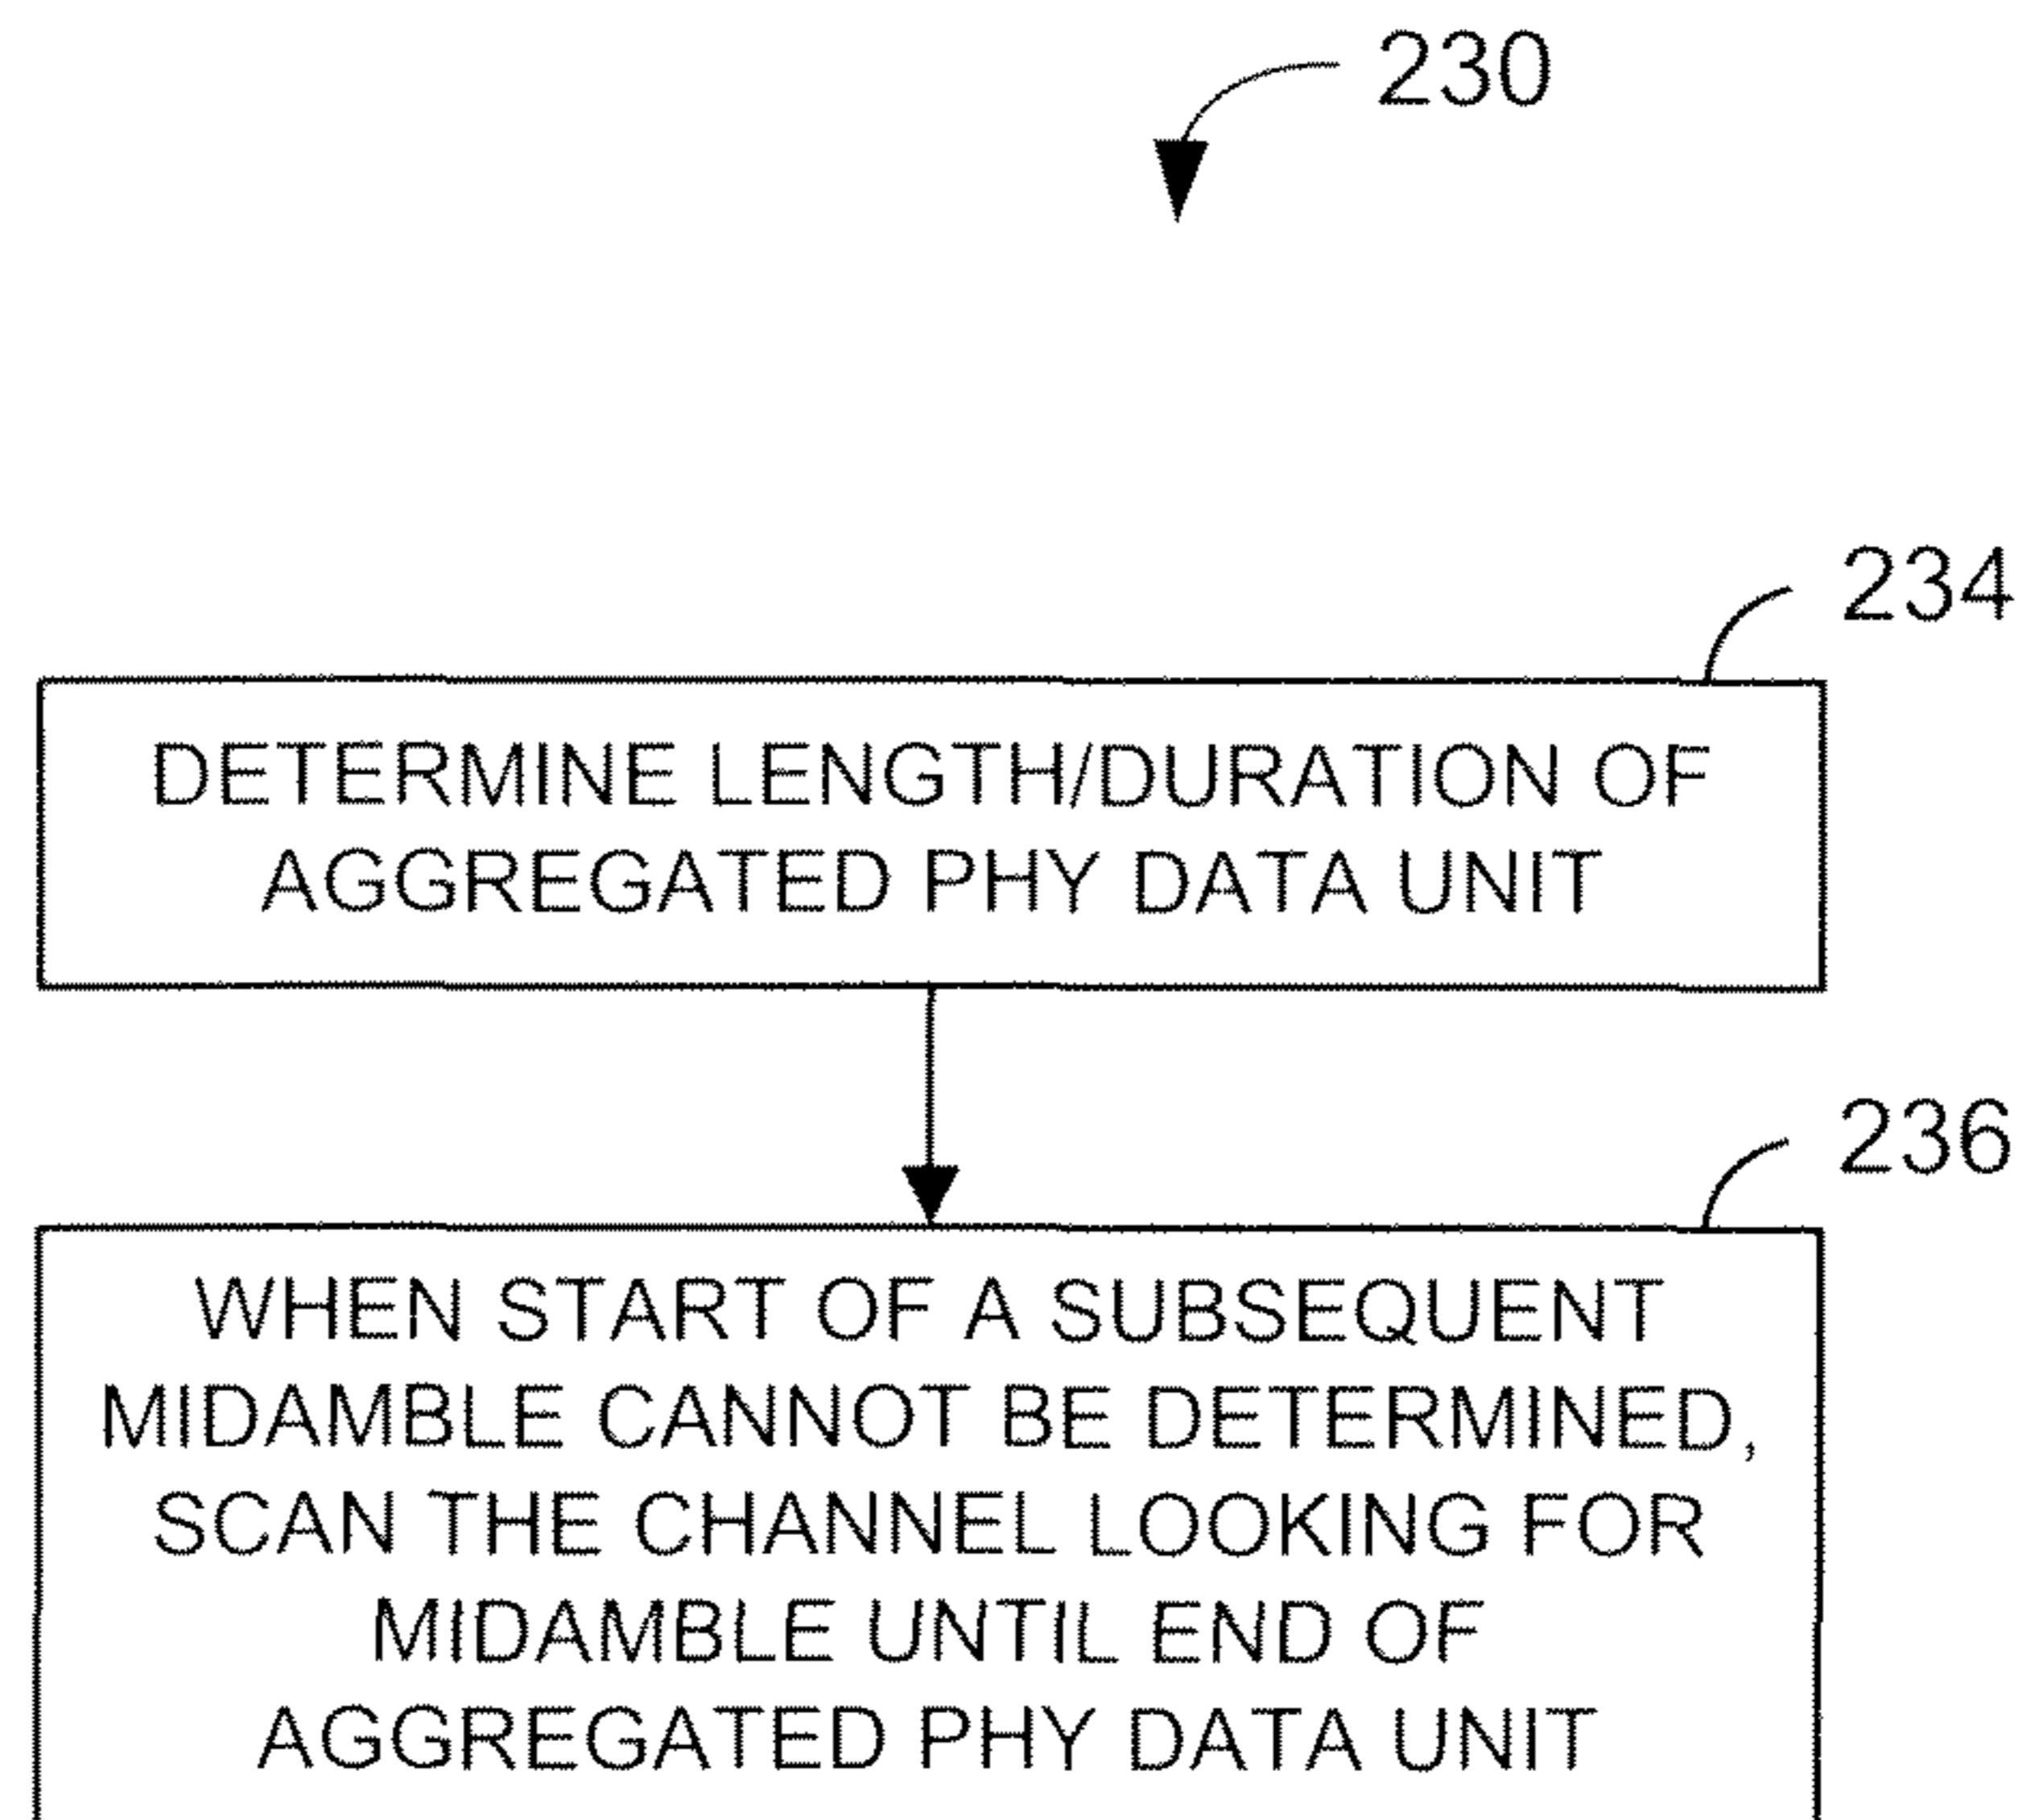 230
234
DETERMINE LENGTH/DURATION OF
AGGREGATED PHY DATA UNIT
236
WHEN START OF A SUBSEQUENT
MIDAMBLE CANNOT BE DETERMINED,
SCAN THE CHANNEL LOOKING FOR
MIDAMBLE UNTIL END OF
AGGREGATED PHY DATA UNIT